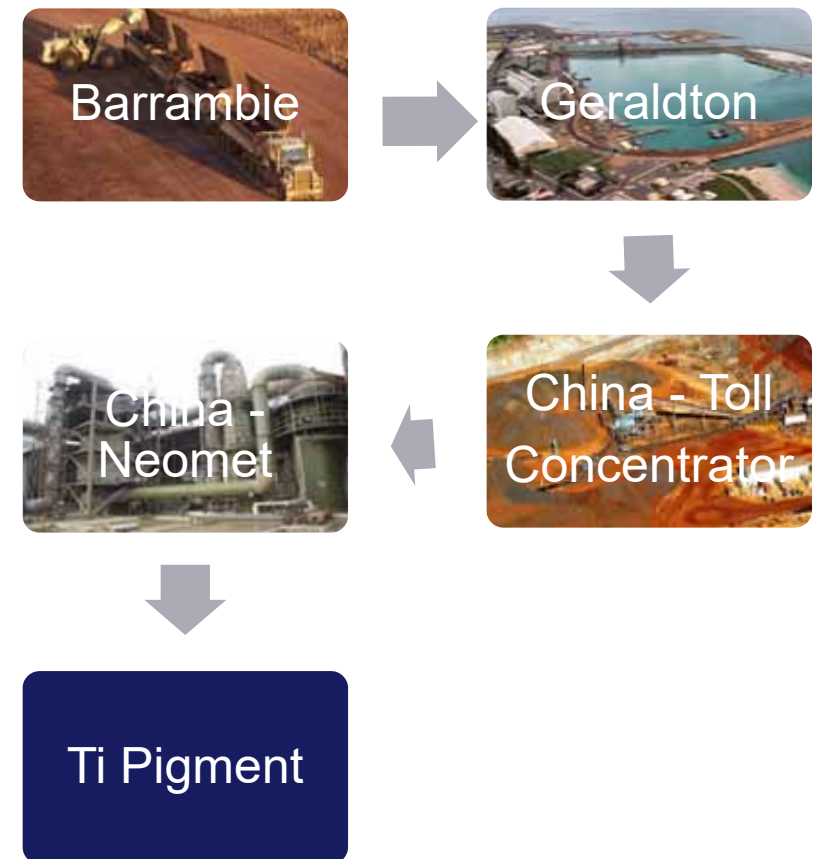 Barrambie
Geraldton
China - Toll
Concentrator
China -
Neomet
Ti Pigment